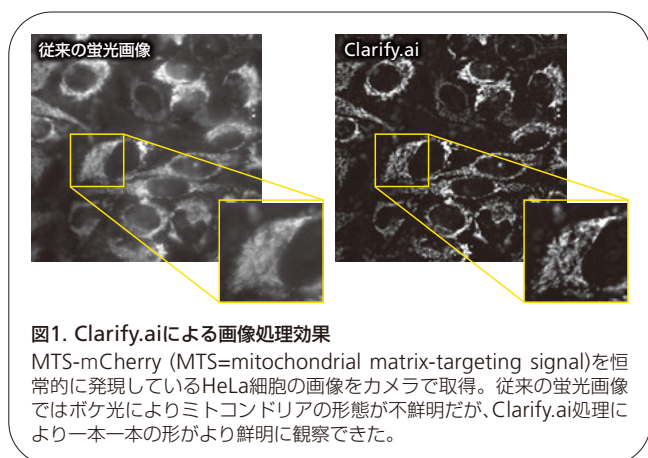 従来の蛍光画像
Clarify.ai
図1. Clarify.aiによる画像処理効果
MTS-mCherry (MTS=mitochondrial matrix-targeting signal)を恒
常的に発現しているHeLa細胞の画像をカメラで取得。従来の蛍光画像
ではボケ光によりミトコンドリアの形態が不鮮明だが、Clarify.ai処理に
より一本一本の形がより鮮明に観察できた。